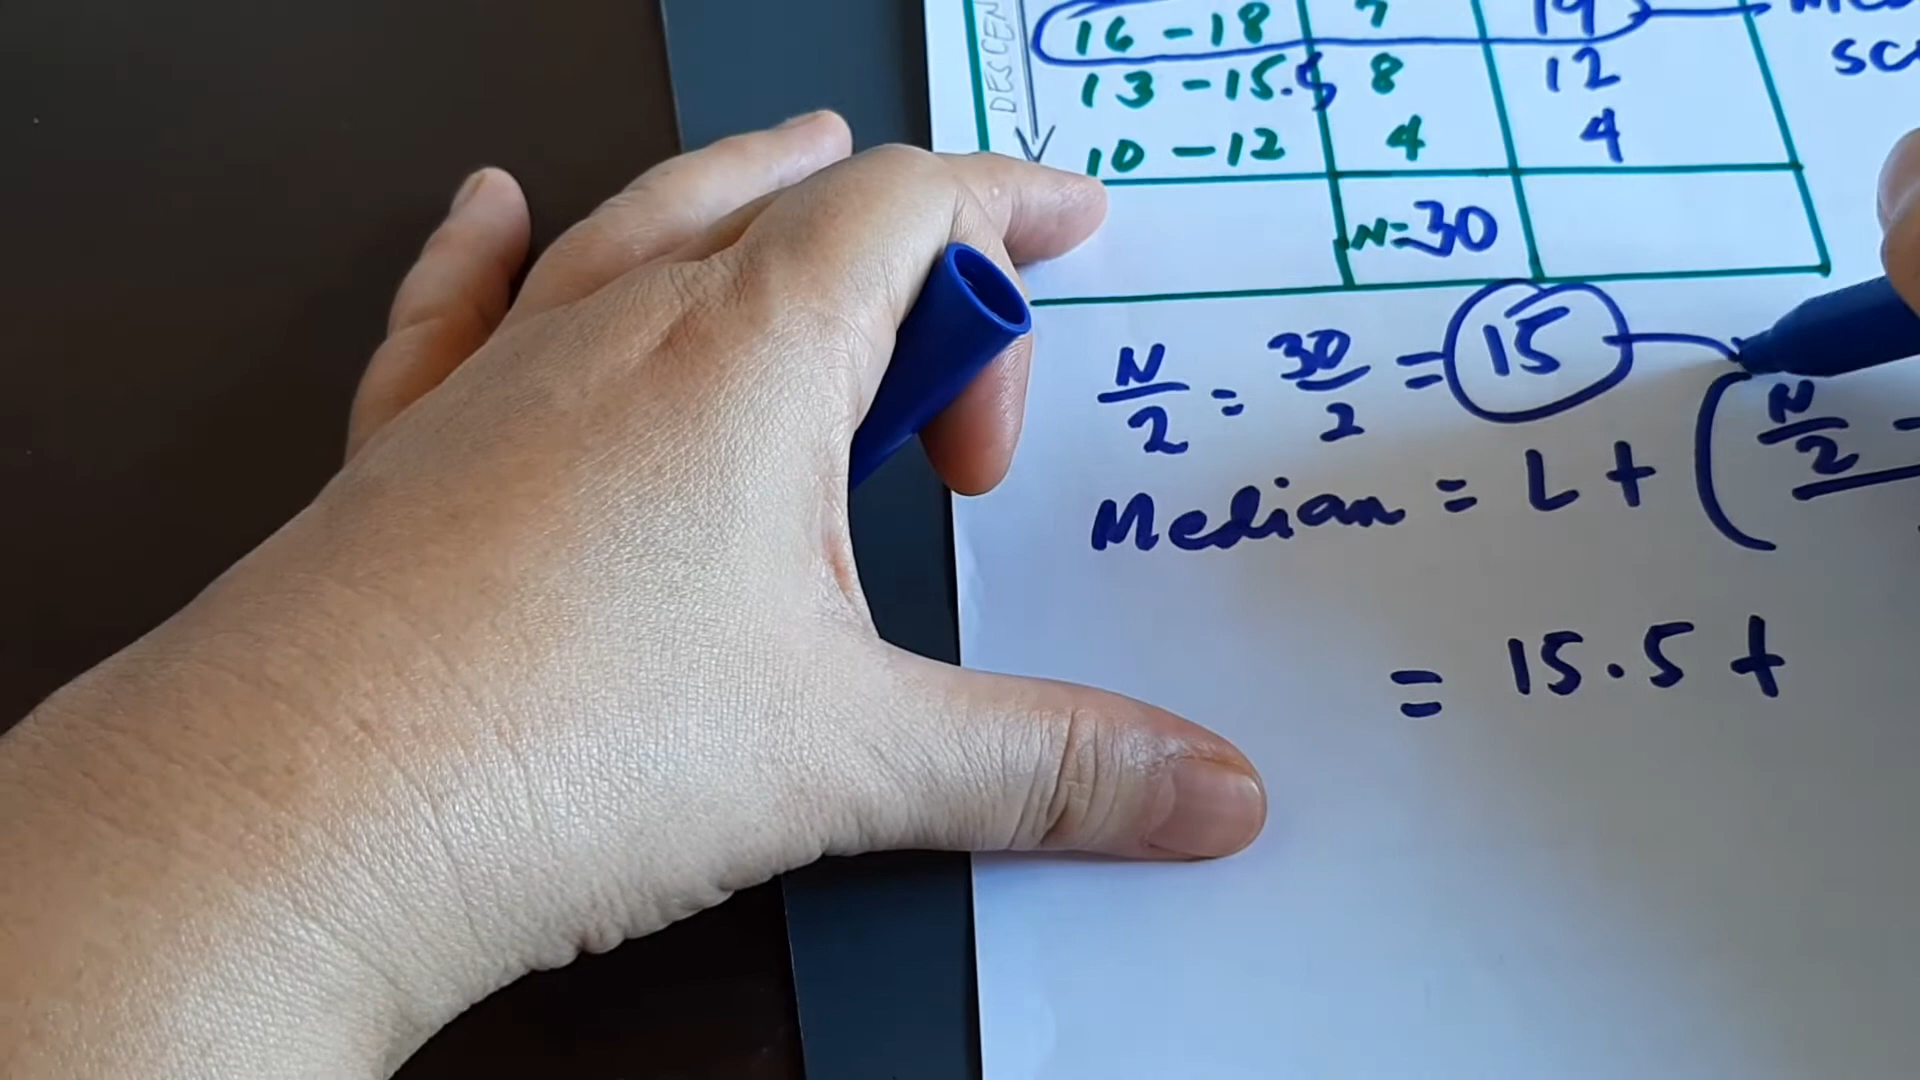 DESCEN
16 - 18 7 19
13 - 15.5 8 12
10 - 12 4 4
N=30
N/2 = 30/2 = 15
Median = L + (N/2 -
= 15.5 +